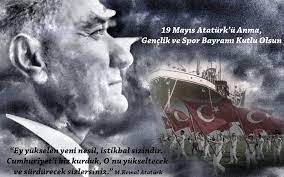 19 Mayıs Atatürk'ü Anma,
Gençlik ve Spor Bayramı Kutlu Olsun
"Ey yükselen yeni nesil, istikbal sizindir.
Cumhuriyet'i biz kurduk, O'nu yükseltecek
ve sürdürecek sizlersiniz." M.Kemal Atatürk